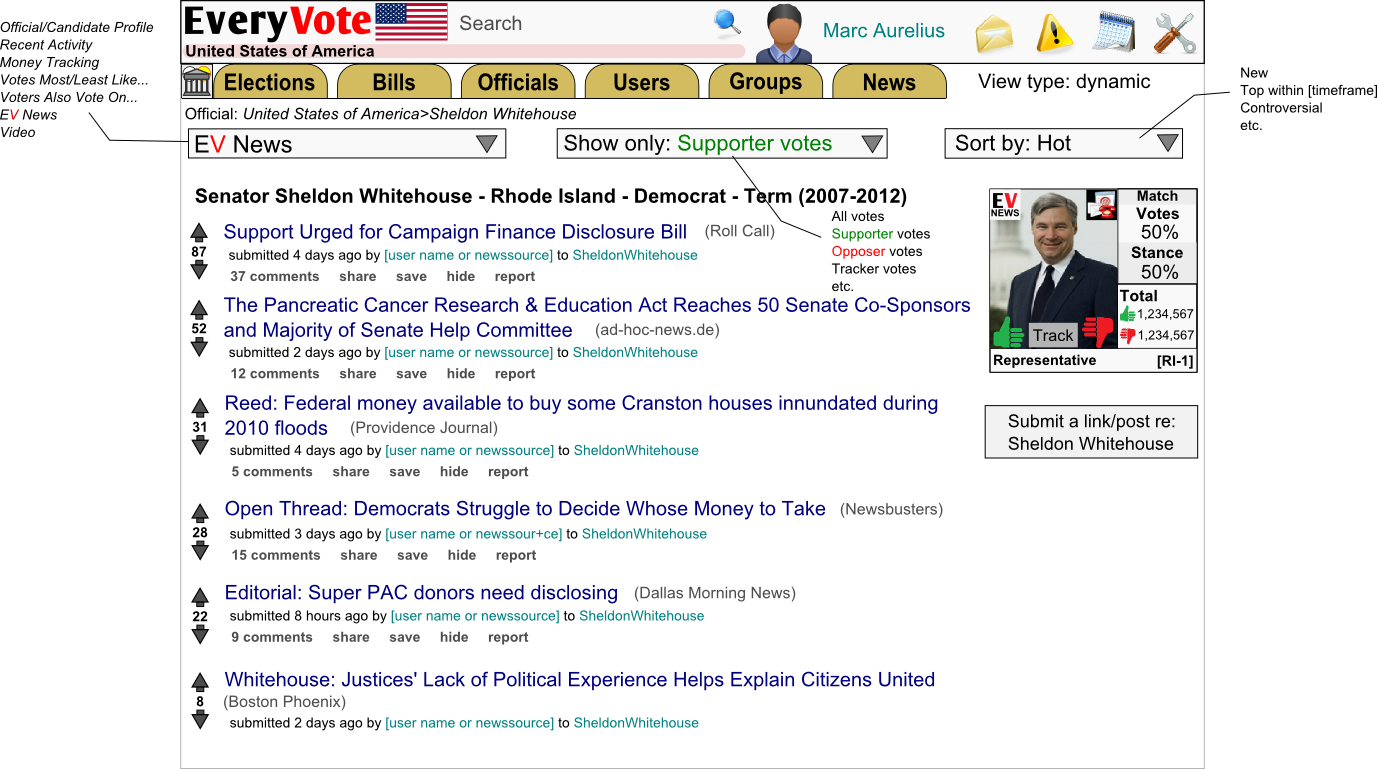 Official/Candidate Profile
Recent Activity
Money Tracking
Votes Most/Least Like...
Voters Also Vote On...
EV News
Video
EveryVote
Search
Marc Aurelius
United States of America
Elections
Bills
Officials
Users
Groups
News
View type: dynamic
New
Top within [timeframe]
Controversial
etc.
Official: United States of America>Sheldon Whitehouse
EV News
Show only: Supporter votes
Sort by: Hot
Senator Sheldon Whitehouse - Rhode Island - Democrat - Term (2007-2012)
All votes
Supporter votes
Opposer votes
Tracker votes
etc.
87
Support Urged for Campaign Finance Disclosure Bill (Roll Call)
submitted 4 days ago by [user name or newssource] to SheldonWhitehouse
37 comments share save hide report
52
The Pancreatic Cancer Research & Education Act Reaches 50 Senate Co-Sponsors
and Majority of Senate Help Committee (ad-hoc-news.de)
submitted 2 days ago by [user name or newssource] to SheldonWhitehouse
12 comments share save hide report
31
Reed: Federal money available to buy some Cranston houses innundated during
2010 floods (Providence Journal)
submitted 4 days ago by [user name or newssource] to SheldonWhitehouse
5 comments share save hide report
28
Open Thread: Democrats Struggle to Decide Whose Money to Take (Newsbusters)
submitted 3 days ago by [user name or newssour+ce] to SheldonWhitehouse
15 comments share save hide report
22
Editorial: Super PAC donors need disclosing (Dallas Morning News)
submitted 8 hours ago by [user name or newssource] to SheldonWhitehouse
9 comments share save hide report
8
Whitehouse: Justices' Lack of Political Experience Helps Explain Citizens United
(Boston Phoenix)
submitted 2 days ago by [user name or newssource] to SheldonWhitehouse
EV
NEWS
Match
Votes
50%
Stance
50%
Total
1,234,567
1,234,567
Track
Representative [RI-1]
Submit a link/post re:
Sheldon Whitehouse